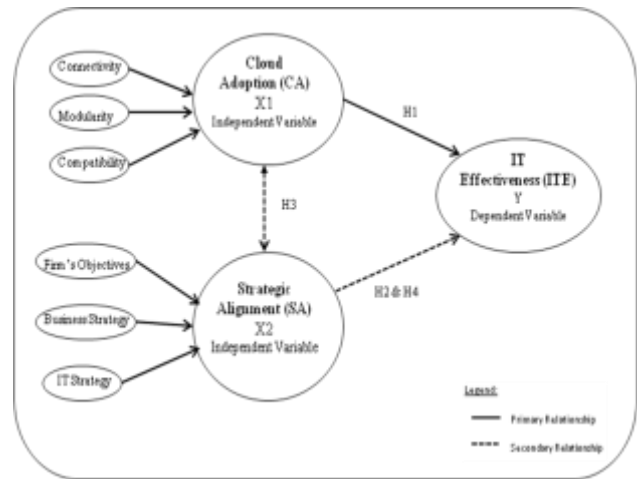 Connectivity
Modularity
Compatibility
Cloud
Adoption (CA)
X1
Independent Variable
H1
IT
Effectiveness (ITE)
Y
Dependent Variable
H3
Firm's Objectives
Business Strategy
IT Strategy
Strategic
Alignment (SA)
X2
Independent Variable
H2 & H4
Legend:
Primary Relationship
Secondary Relationship